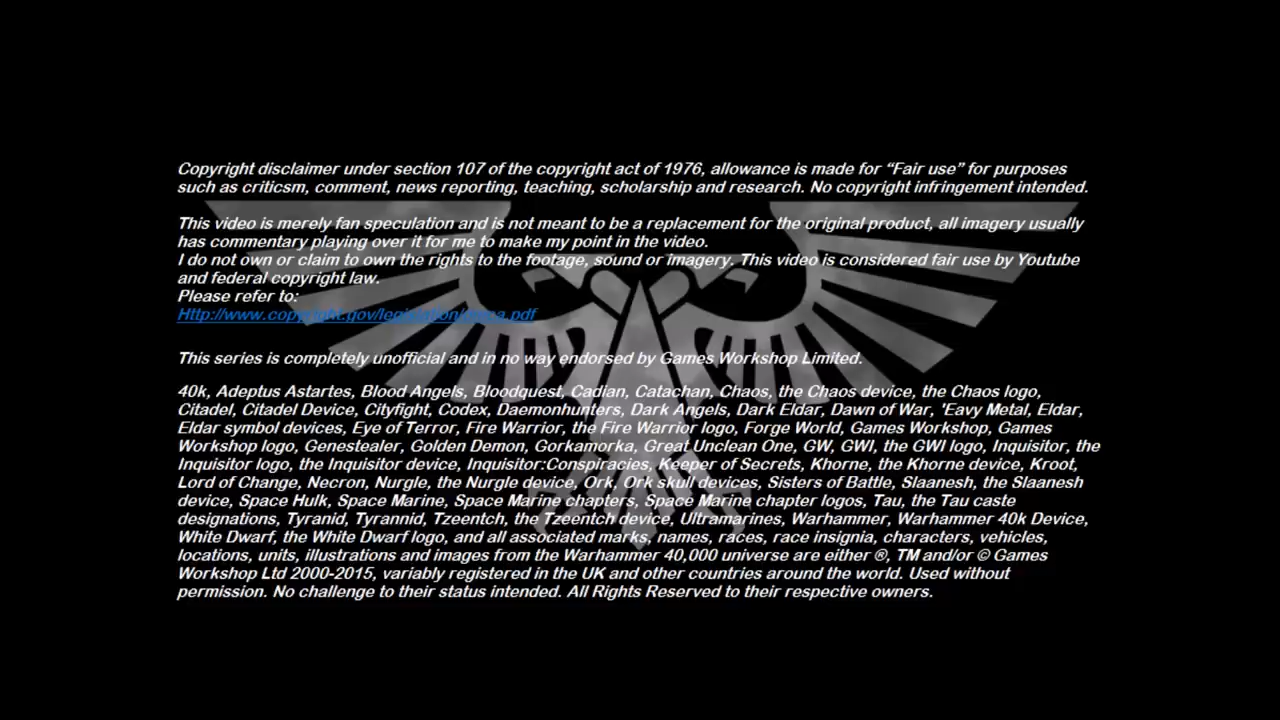 Copyright disclaimer under section 107 of the copyright act of 1976, allowance is made for “Fair use” for purposes
such as criticsm, comment, news reporting, teaching, scholarship and research. No copyright infringement intended.
This video is merely fan speculation and is not meant to be a replacement for the original product, all imagery usually
has commentary playing over it for me to make my point in the video.
I do not own or claim to own the rights to the footage, sound or imagery. This video is considered fair use by Youtube
and federal copyright law.
Please refer to:
Http://www.copyright.gov/legislation/dmca.pdf
This series is completely unofficial and in no way endorsed by Games Workshop Limited.
40k, Adeptus Astartes, Blood Angels, Bloodquest, Cadian, Catachan, Chaos, the Chaos device, the Chaos logo,
Citadel, Citadel Device, Cityfight, Codex, Daemonhunters, Dark Angels, Dark Eldar, Dawn of War, 'Eavy Metal, Eldar,
Eldar symbol devices, Eye of Terror, Fire Warrior, the Fire Warrior logo, Forge World, Games Workshop, Games
Workshop logo, Genestealer, Golden Demon, Gorkamorka, Great Unclean One, GW, GWI, the GWI logo, Inquisitor, the
Inquisitor logo, the Inquisitor device, Inquisitor:Conspiracies, Keeper of Secrets, Khorne, the Khorne device, Kroot,
Lord of Change, Necron, Nurgle, the Nurgle device, Ork, Ork skull devices, Sisters of Battle, Slaanesh, the Slaanesh
device, Space Hulk, Space Marine, Space Marine chapters, Space Marine chapter logos, Tau, the Tau caste
designations, Tyranid, Tyrannid, Tzeentch, the Tzeentch device, Ultramarines, Warhammer, Warhammer 40k Device,
White Dwarf, the White Dwarf logo, and all associated marks, names, races, race insignia, characters, vehicles,
locations, units, illustrations and images from the Warhammer 40,000 universe are either ®, TM and/or © Games
Workshop Ltd 2000-2015, variably registered in the UK and other countries around the world. Used without
permission. No challenge to their status intended. All Rights Reserved to their respective owners.